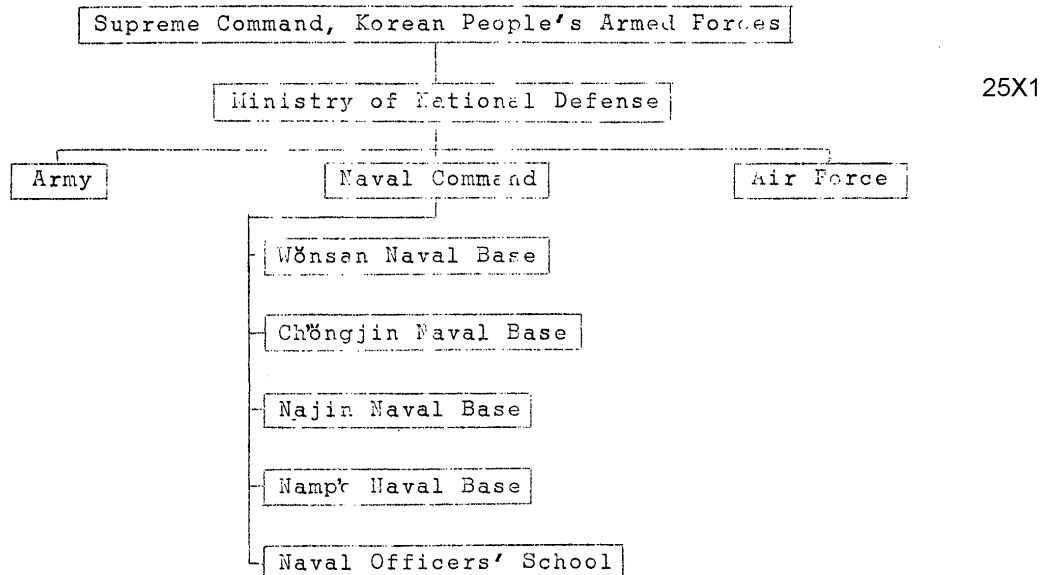 Supreme Command, Korean People's Armed Forces
25X1
Ministry of National Defense
Army
Naval Command
Air Force
Wŏnsan Naval Base
Ch'ŏngjin Naval Base
Najin Naval Base
Namp'o Naval Base
Naval Officers' School